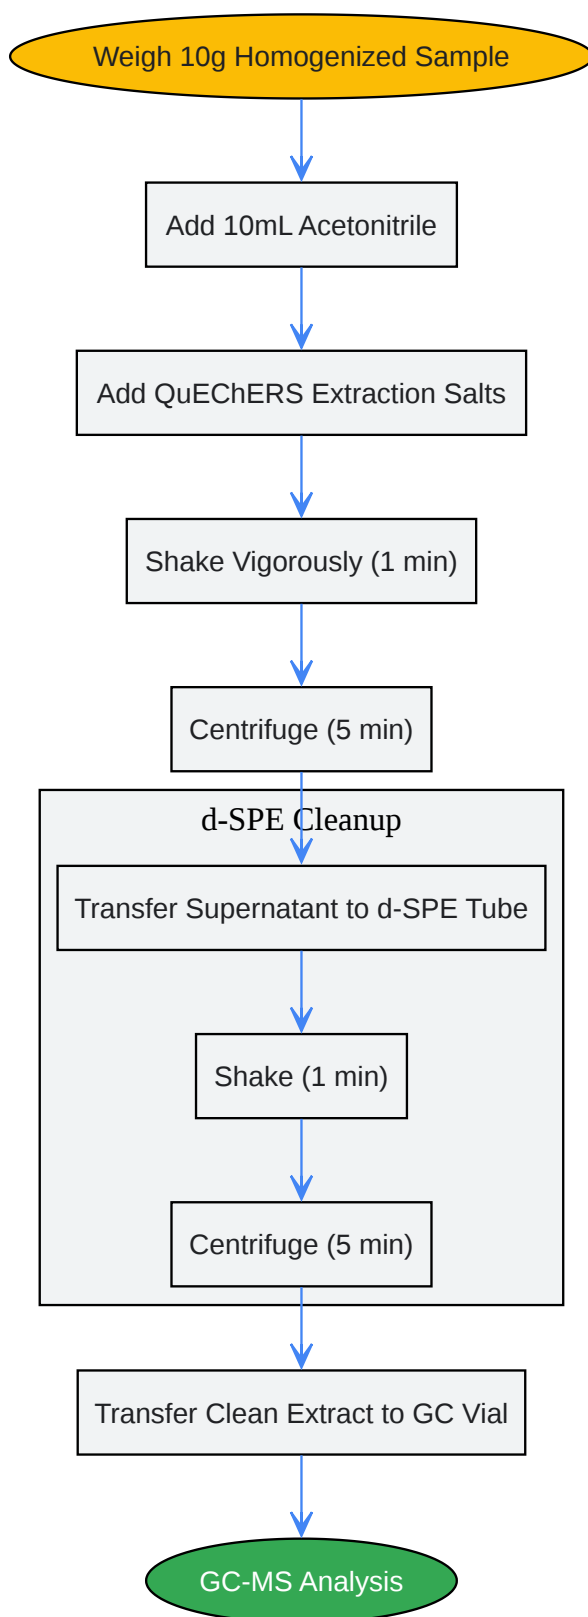 Weigh 10g Homogenized Sample
Add 10mL Acetonitrile
Add QuEChERS Extraction Salts
Shake Vigorously (1 min)
Centrifuge (5 min)
d-SPE Cleanup
Transfer Supernatant to d-SPE Tube
Shake (1 min)
Centrifuge (5 min)
Transfer Clean Extract to GC Vial
GC-MS Analysis